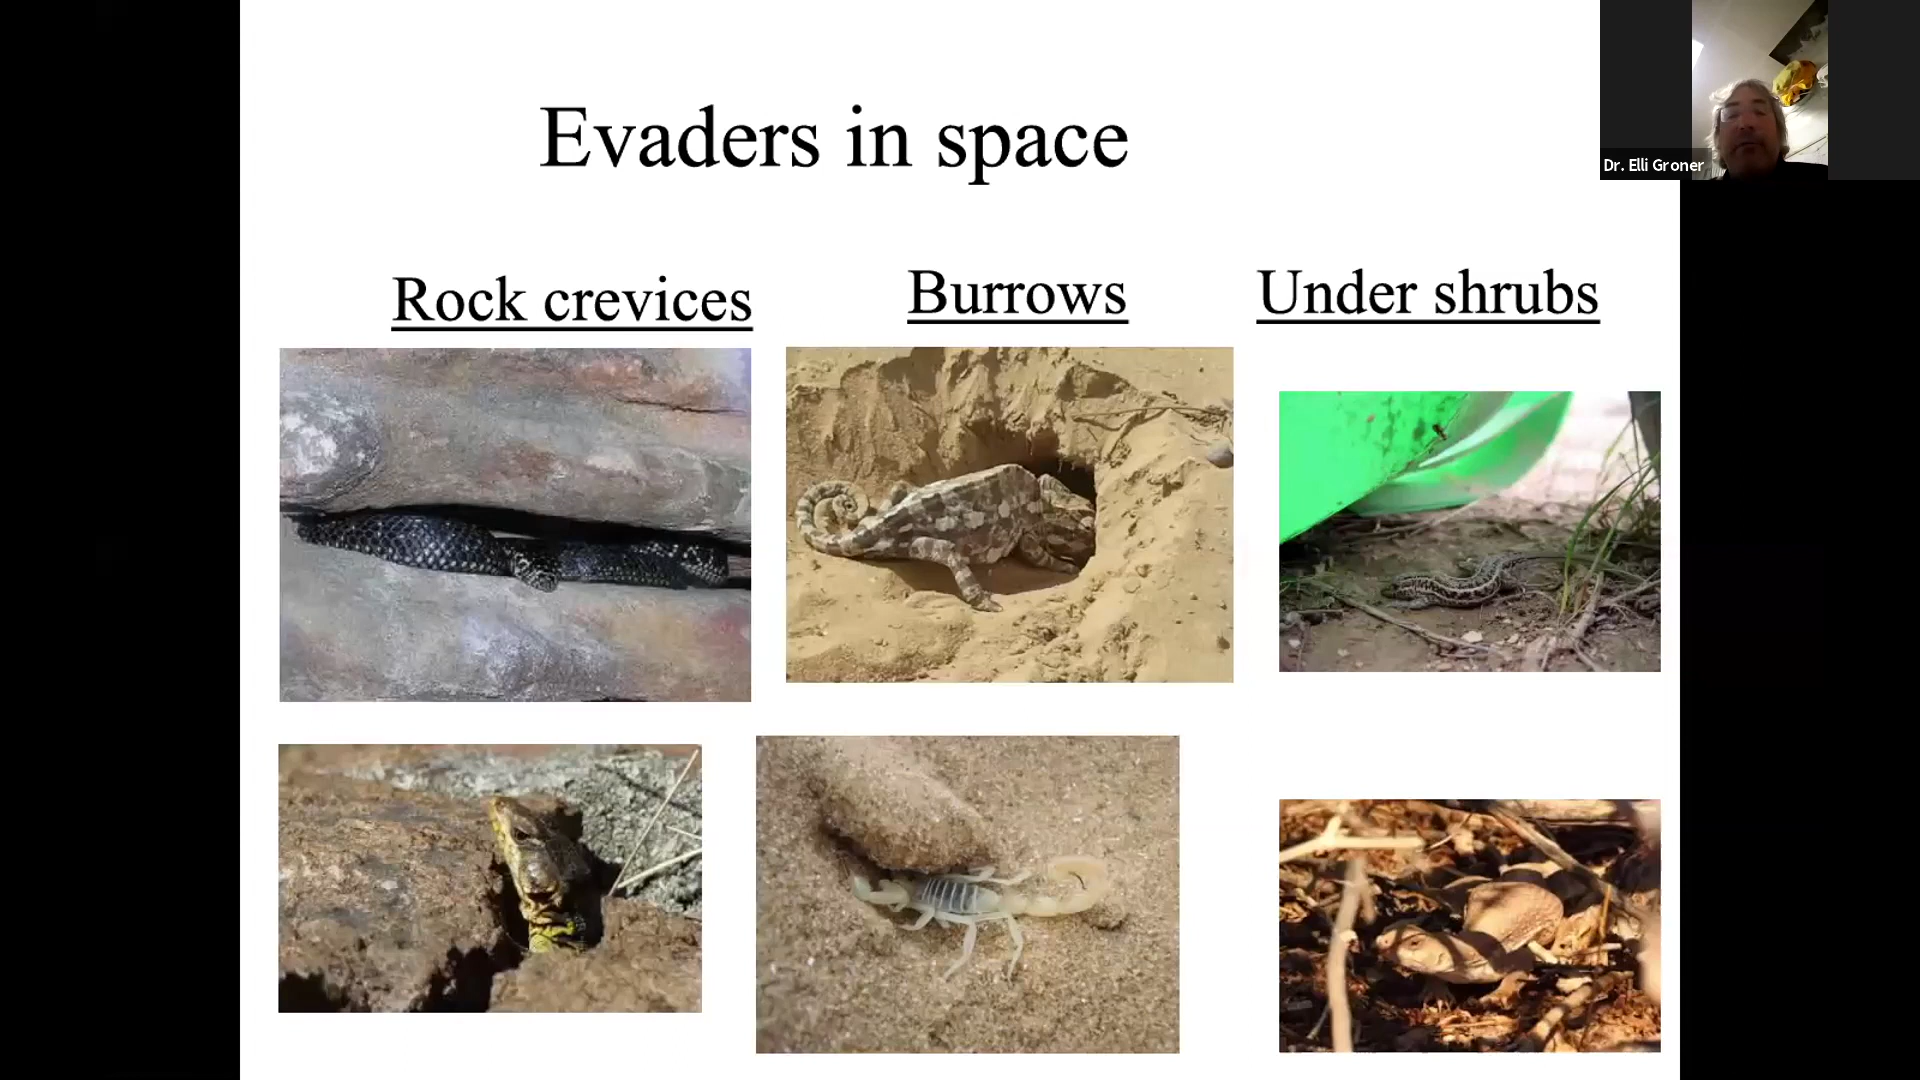 Evaders in space
Dr. Elli Groner
Rock crevices
Burrows
Under shrubs